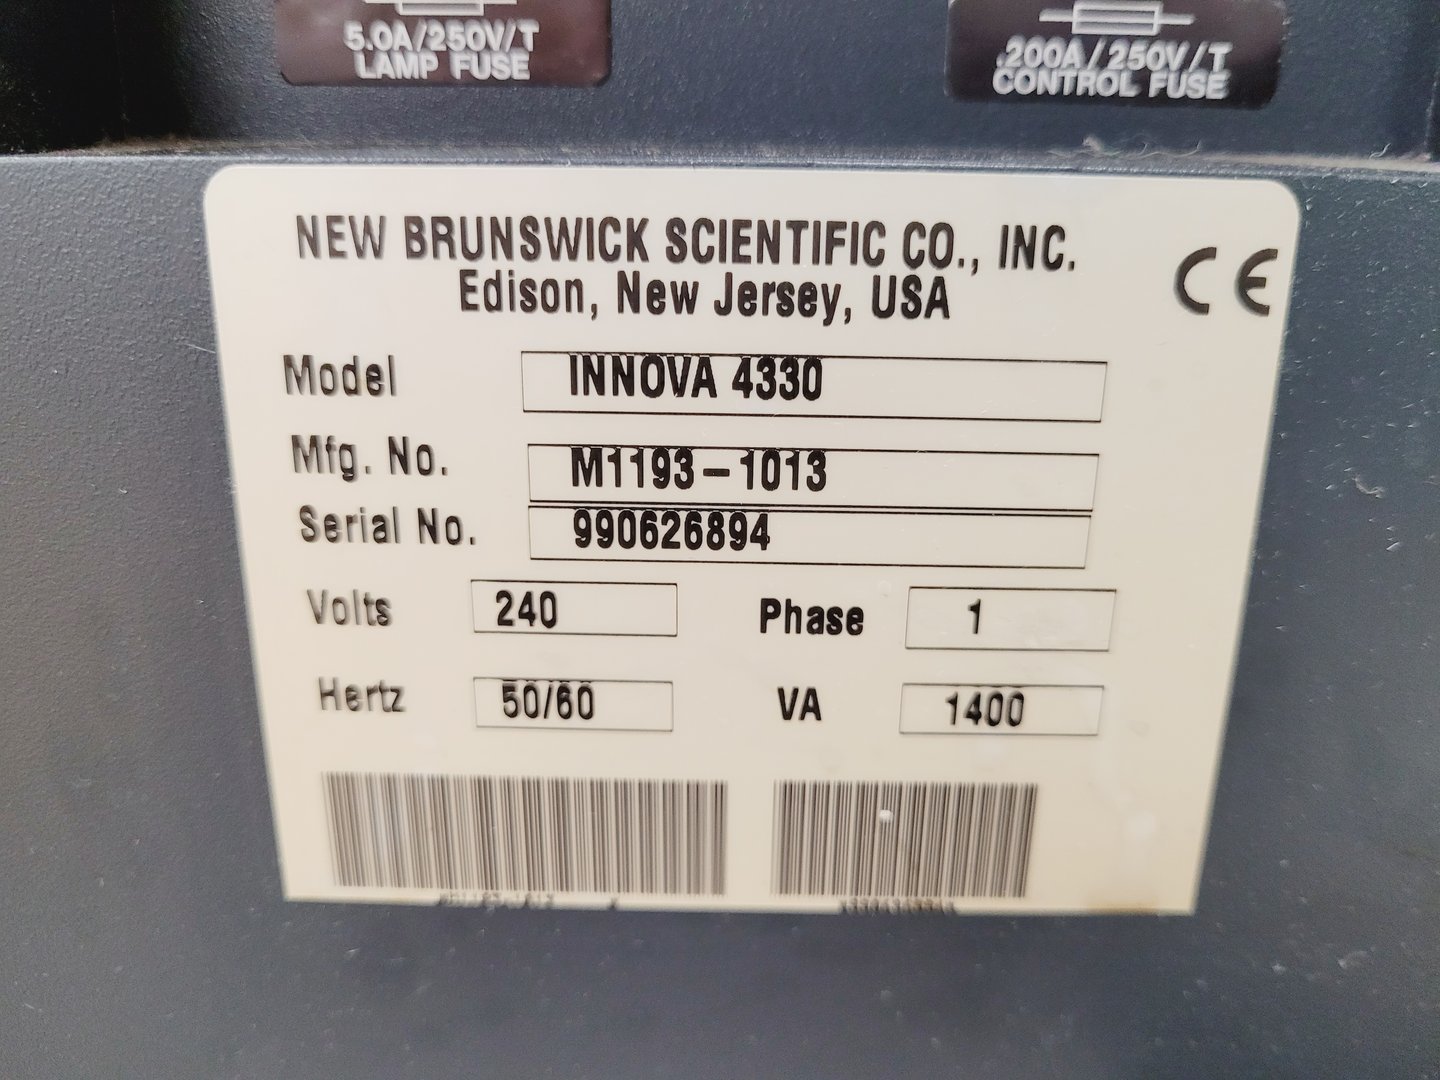 5.0A/250V/T
LAMP FUSE
.200A/250V/T
CONTROL FUSE
NEW BRUNSWICK SCIENTIFIC CO., INC.
Edison, New Jersey, USA
CE
Model INNOVA 4330
Mfg. No. M1193-1013
Serial No. 990626894
Volts 240 Phase 1
Hertz 50/60 VA 1400